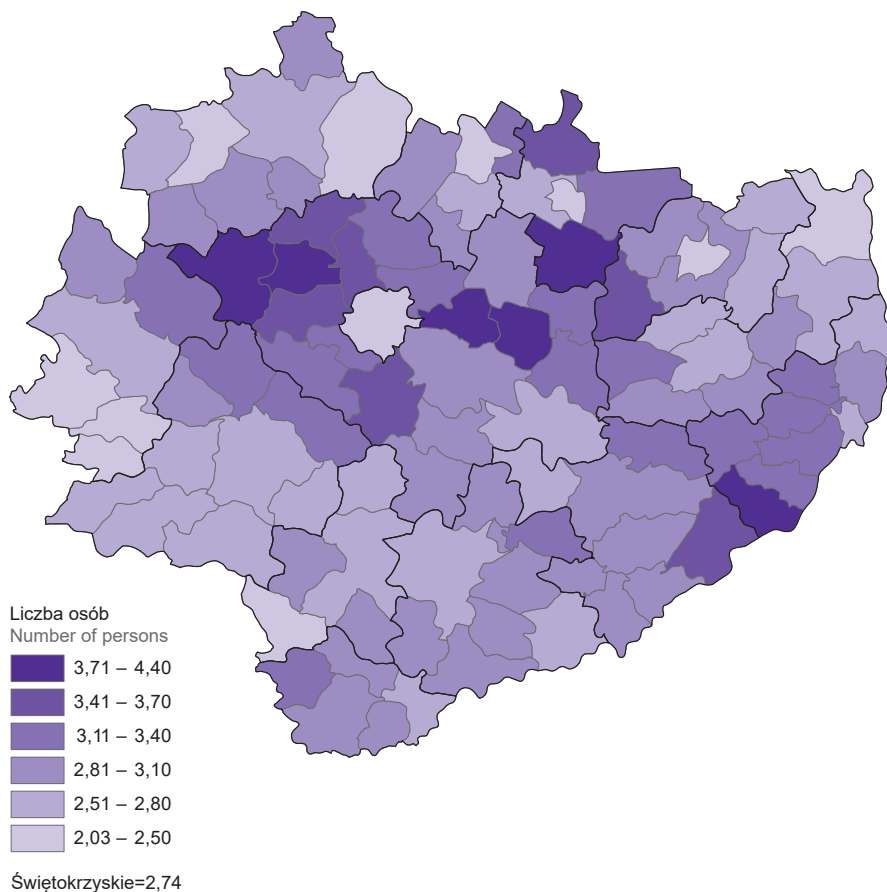 Liczba osób
Number of persons
3,71 – 4,40
3,41 – 3,70
3,11 – 3,40
2,81 – 3,10
2,51 – 2,80
2,03 – 2,50
Świętokrzyskie=2,74